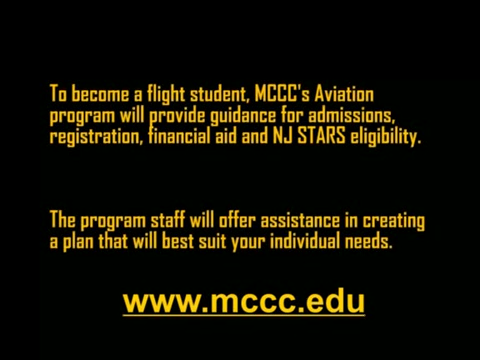 To become a flight student, MCCC's Aviation
program will provide guidance for admissions,
registration, financial aid and NJ STARS eligibility.
The program staff will offer assistance in creating
a plan that will best suit your individual needs.
www.mccc.edu